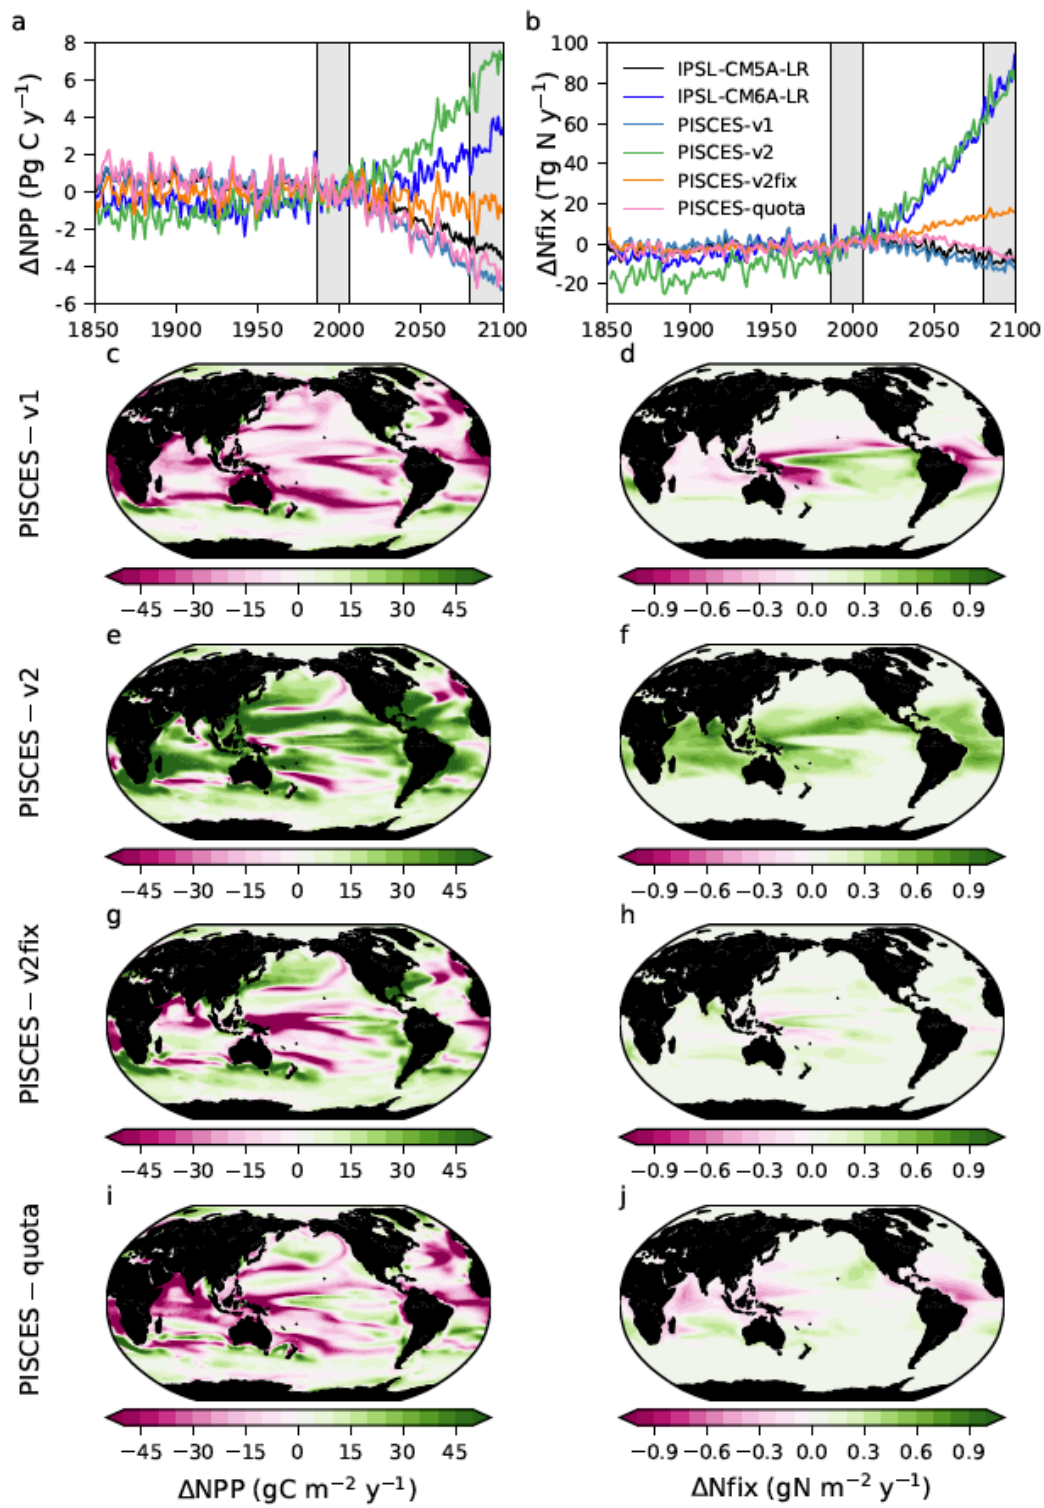 a
b
ΔNPP (Pg C y⁻¹)
8
6
4
2
0
-2
-4
-6
1850 1900 1950 2000 2050 2100
ΔNfix (Tg N y⁻¹)
100
80
60
40
20
0
-20
1850 1900 1950 2000 2050 2100
IPSL-CM5A-LR
IPSL-CM6A-LR
PISCES-v1
PISCES-v2
PISCES-v2fix
PISCES-quota
c
d
PISCES − v1
−45 −30 −15 0 15 30 45
−0.9 −0.6 −0.3 0.0 0.3 0.6 0.9
e
f
PISCES − v2
−45 −30 −15 0 15 30 45
−0.9 −0.6 −0.3 0.0 0.3 0.6 0.9
g
h
PISCES − v2fix
−45 −30 −15 0 15 30 45
−0.9 −0.6 −0.3 0.0 0.3 0.6 0.9
i
j
PISCES − quota
−45 −30 −15 0 15 30 45
−0.9 −0.6 −0.3 0.0 0.3 0.6 0.9
ΔNPP (gC m⁻² y⁻¹)
ΔNfix (gN m⁻² y⁻¹)